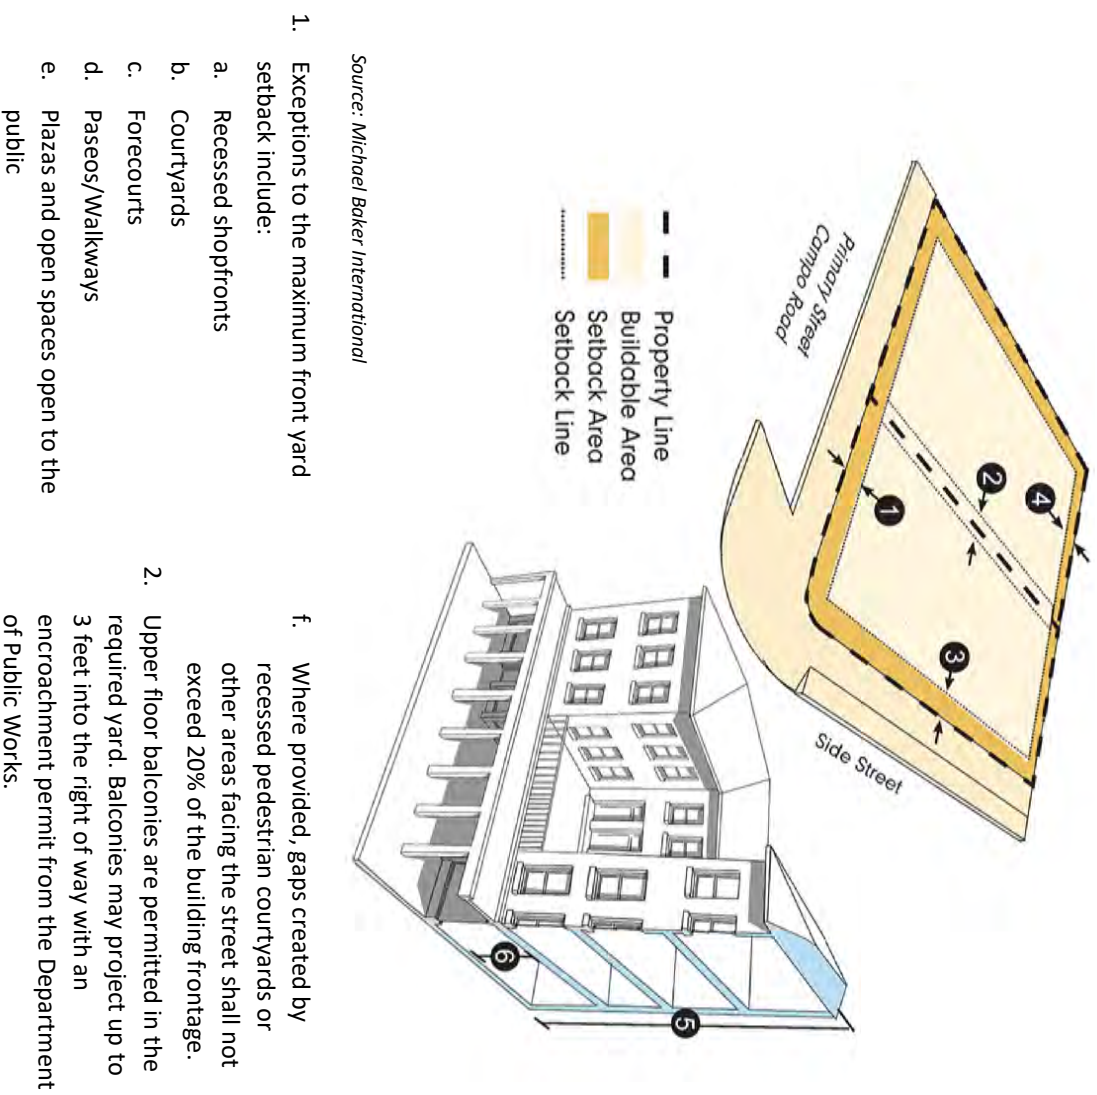 Primary Street
Campo Road
Side Street
1
2
3
4
5
6
Property Line
Buildable Area
Setback Area
Setback Line
Source: Michael Baker International
1. Exceptions to the maximum front yard
setback include:
a. Recessed shopfronts
b. Courtyards
c. Forecourts
d. Paseos/Walkways
e. Plazas and open spaces open to the
public
f. Where provided, gaps created by
recessed pedestrian courtyards or
other areas facing the street shall not
exceed 20% of the building frontage.
2. Upper floor balconies are permitted in the
required yard. Balconies may project up to
3 feet into the right of way with an
encroachment permit from the Department
of Public Works.